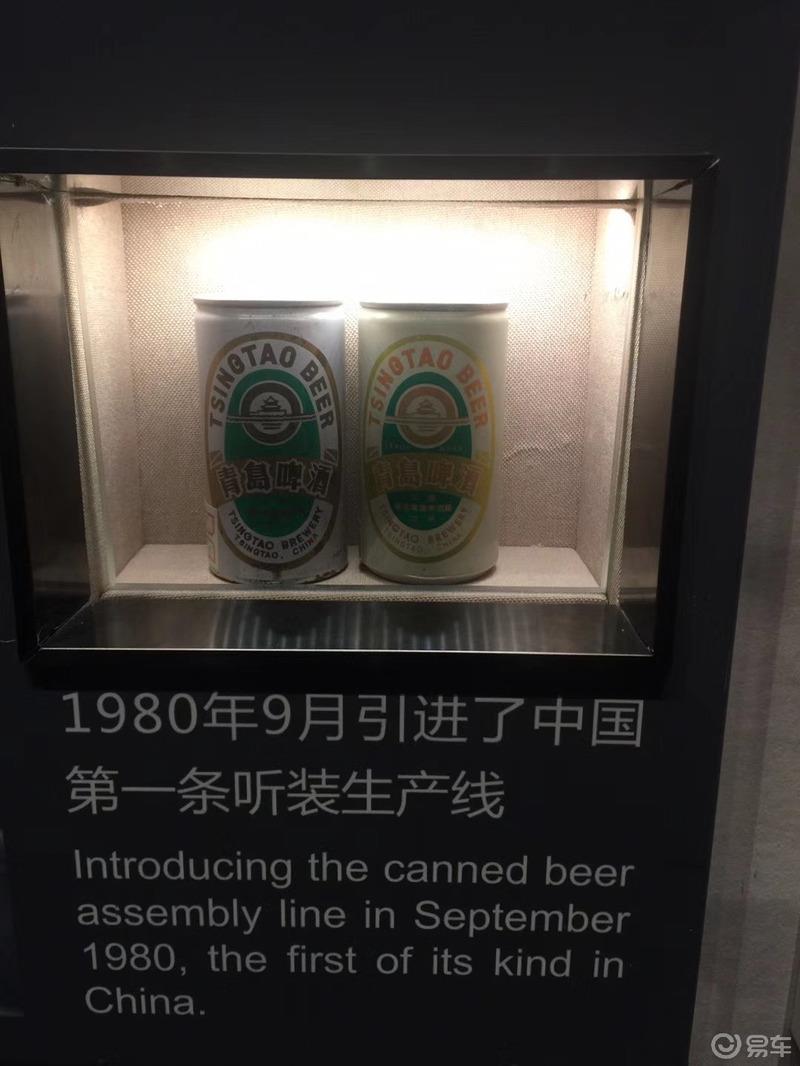 TSINGTAO BEER
青島啤酒
TSINGTAO BREWERY
TSINGTAO, CHINA
TSINGTAO BEER
青島啤酒
TSINGTAO BREWERY
TSINGTAO, CHINA
1980年9月引进了中国
第一条听装生产线
Introducing the canned beer
assembly line in September
1980, the first of its kind in
China.
易车